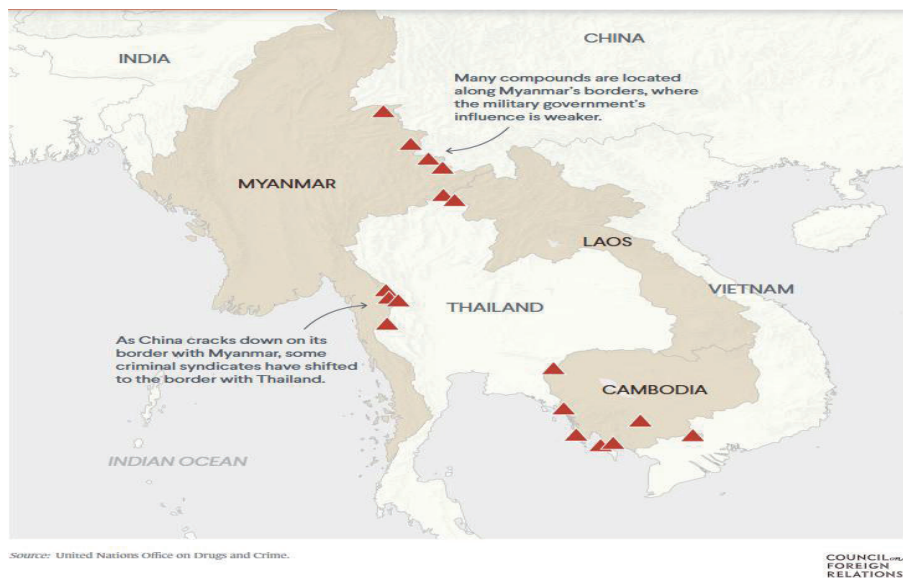 INDIA
CHINA
Many compounds are located
along Myanmar's borders, where
the military government's
influence is weaker.
MYANMAR
LAOS
VIETNAM
THAILAND
As China cracks down on its
border with Myanmar, some
criminal syndicates have shifted
to the border with Thailand.
CAMBODIA
INDIAN OCEAN
Source: United Nations Office on Drugs and Crime.
COUNCIL on
FOREIGN
RELATIONS